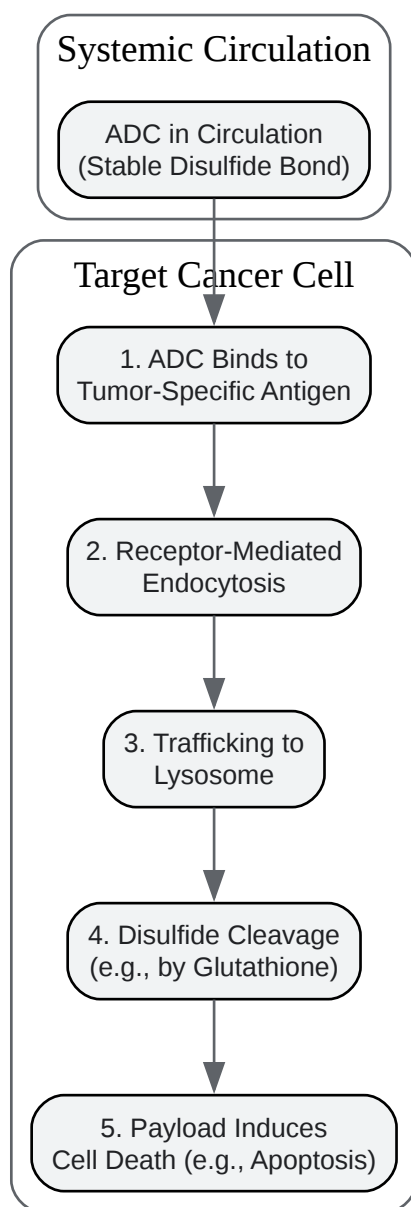 Systemic Circulation
ADC in Circulation
(Stable Disulfide Bond)
Target Cancer Cell
1. ADC Binds to
Tumor-Specific Antigen
2. Receptor-Mediated
Endocytosis
3. Trafficking to
Lysosome
4. Disulfide Cleavage
(e.g., by Glutathione)
5. Payload Induces
Cell Death (e.g., Apoptosis)